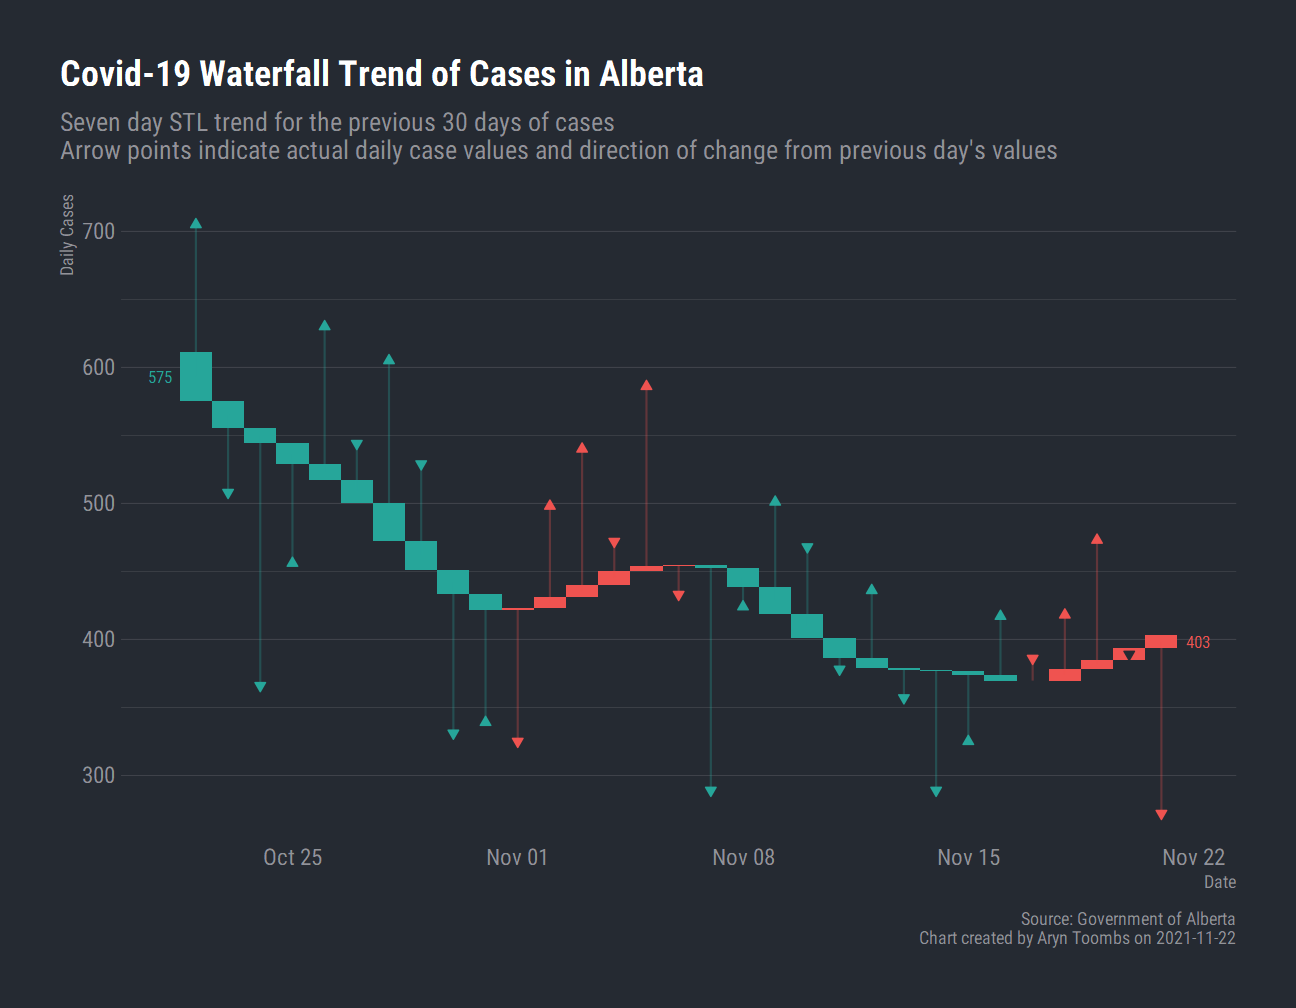 Covid-19 Waterfall Trend of Cases in Alberta
Seven day STL trend for the previous 30 days of cases
Arrow points indicate actual daily case values and direction of change from previous day's values
Daily Cases
700
600
500
400
300
575
403
Oct 25
Nov 01
Nov 08
Nov 15
Nov 22
Date
Source: Government of Alberta
Chart created by Aryn Toombs on 2021-11-22